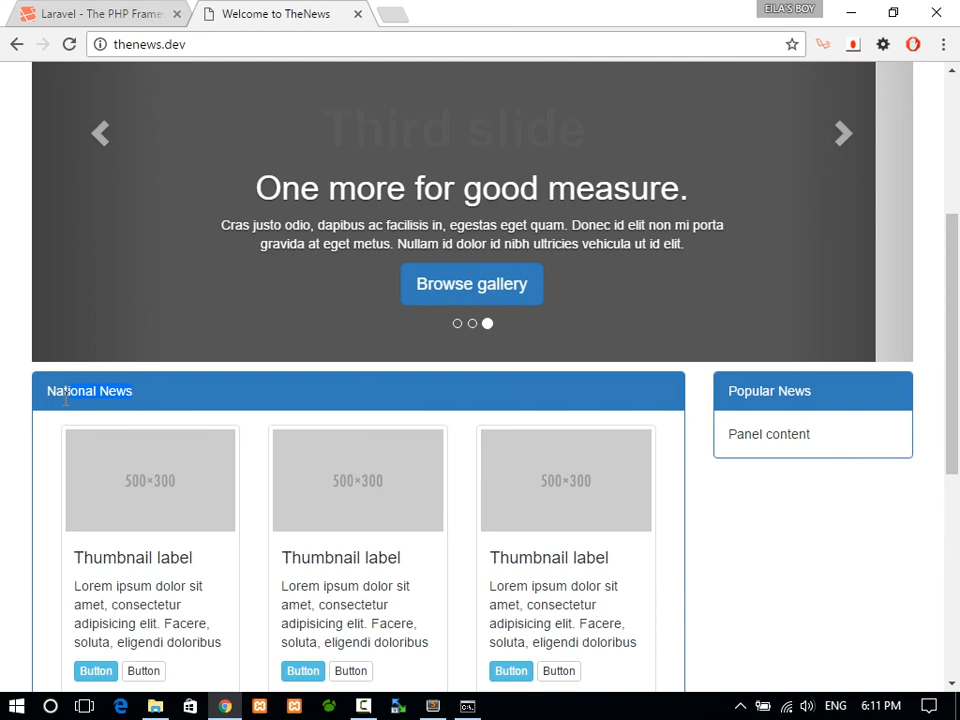 Laravel - The PHP Frame
Welcome to TheNews
EILA'S BOY
thenews.dev
Third slide
One more for good measure.
Cras justo odio, dapibus ac facilisis in, egestas eget quam. Donec id elit non mi porta
gravida at eget metus. Nullam id dolor id nibh ultricies vehicula ut id elit.
Browse gallery
National News
Popular News
Panel content
500×300
500×300
500×300
Thumbnail label
Lorem ipsum dolor sit
amet, consectetur
adipisicing elit. Facere,
soluta, eligendi doloribus
Button
Button
Thumbnail label
Lorem ipsum dolor sit
amet, consectetur
adipisicing elit. Facere,
soluta, eligendi doloribus
Button
Button
Thumbnail label
Lorem ipsum dolor sit
amet, consectetur
adipisicing elit. Facere,
soluta, eligendi doloribus
Button
Button
ENG
6:11 PM